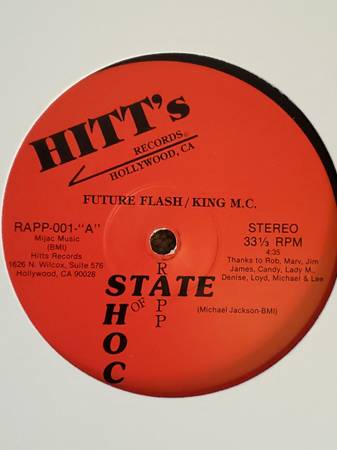 HITT's
RECORDS®
HOLLYWOOD, CA
FUTURE FLASH/KING M.C.
RAPP-001-"A"
Mijac Music
(BMI)
Hitts Records
1626 N. Wilcox, Suite 576
Hollywood, CA 90028
STEREO
33⅓ RPM
4:35
Thanks to Rob, Marv, Jim
James, Candy, Lady M.,
Denise, Loyd, Michael & Lee
STATE
OF
SHOC
RAPP
(Michael Jackson-BMI)